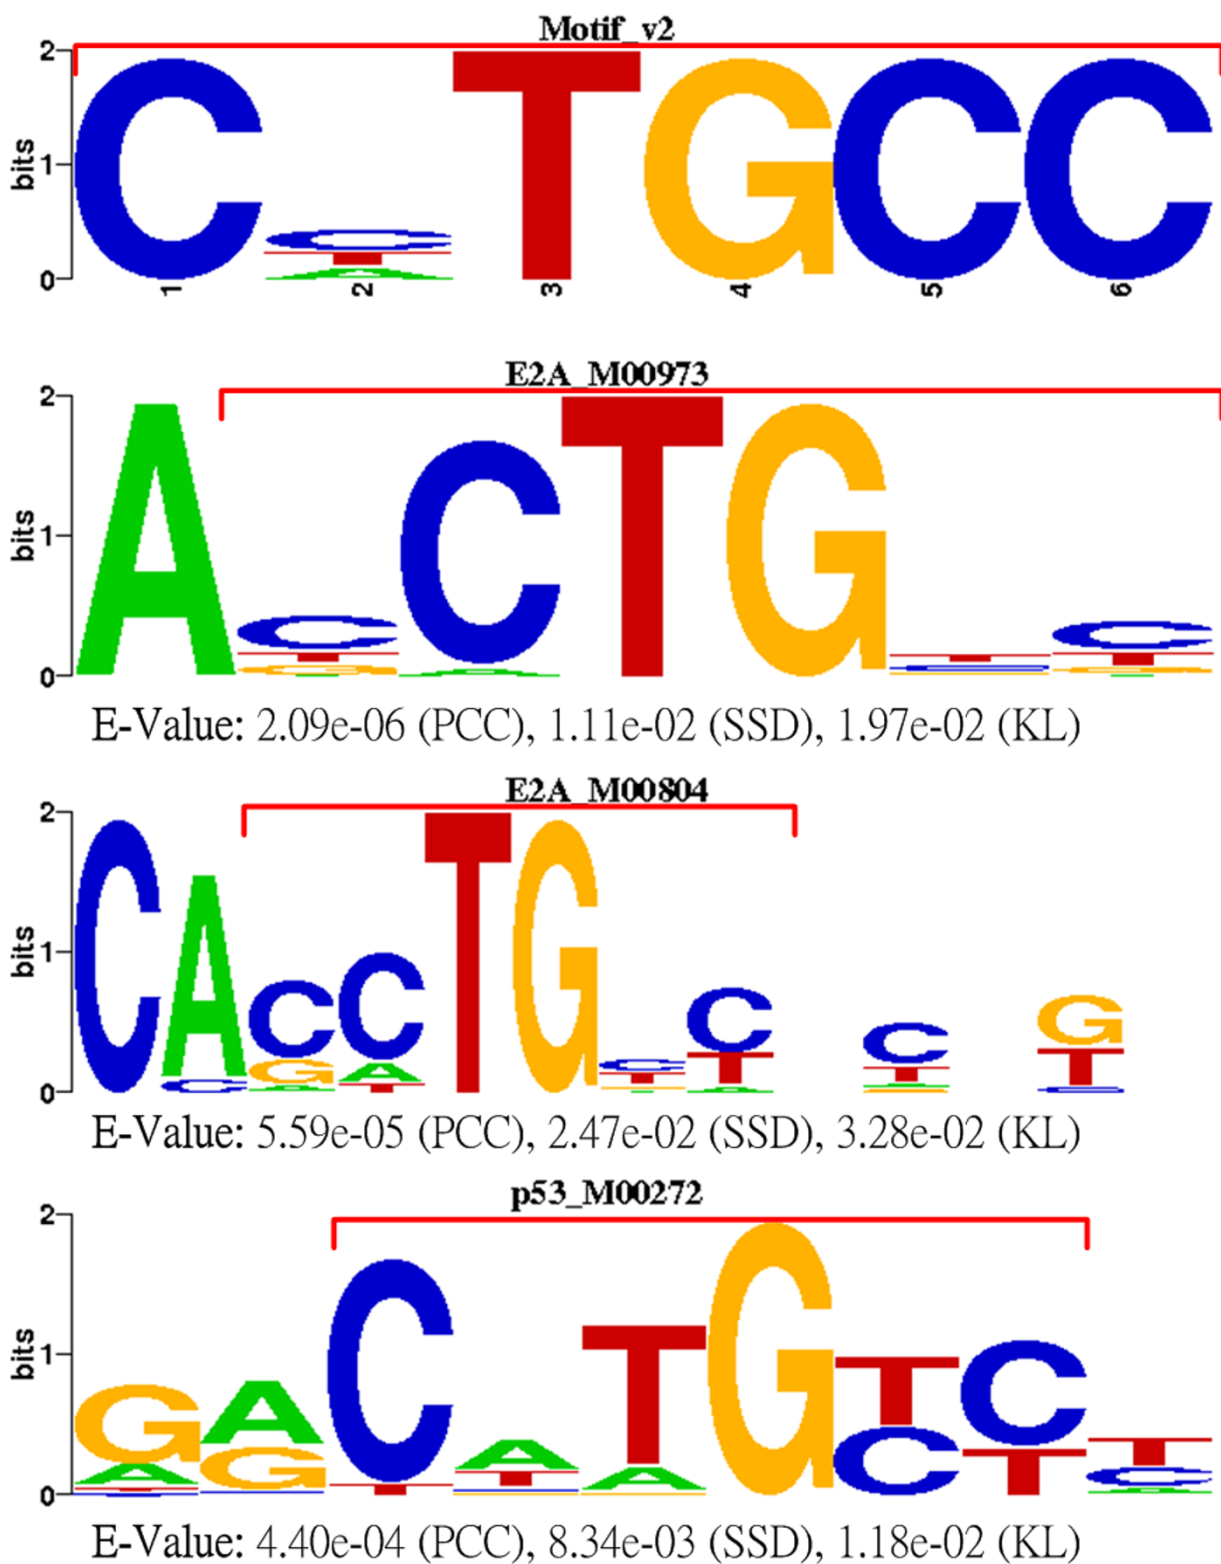 Motif_v2
bits
2
1
0
C C T A T G C C
1 2 3 4 5 6
E2A_M00973
bits
2
1
0
A C T G C A T G T C C T G
E-Value: 2.09e-06 (PCC), 1.11e-02 (SSD), 1.97e-02 (KL)
E2A_M00804
bits
2
1
0
C A C C G A C A T T G C T C T A C T A G T C
E-Value: 5.59e-05 (PCC), 2.47e-02 (SSD), 3.28e-02 (KL)
p53_M00272
bits
2
1
0
G A T A G C T A T T A G T C C T T C A
E-Value: 4.40e-04 (PCC), 8.34e-03 (SSD), 1.18e-02 (KL)